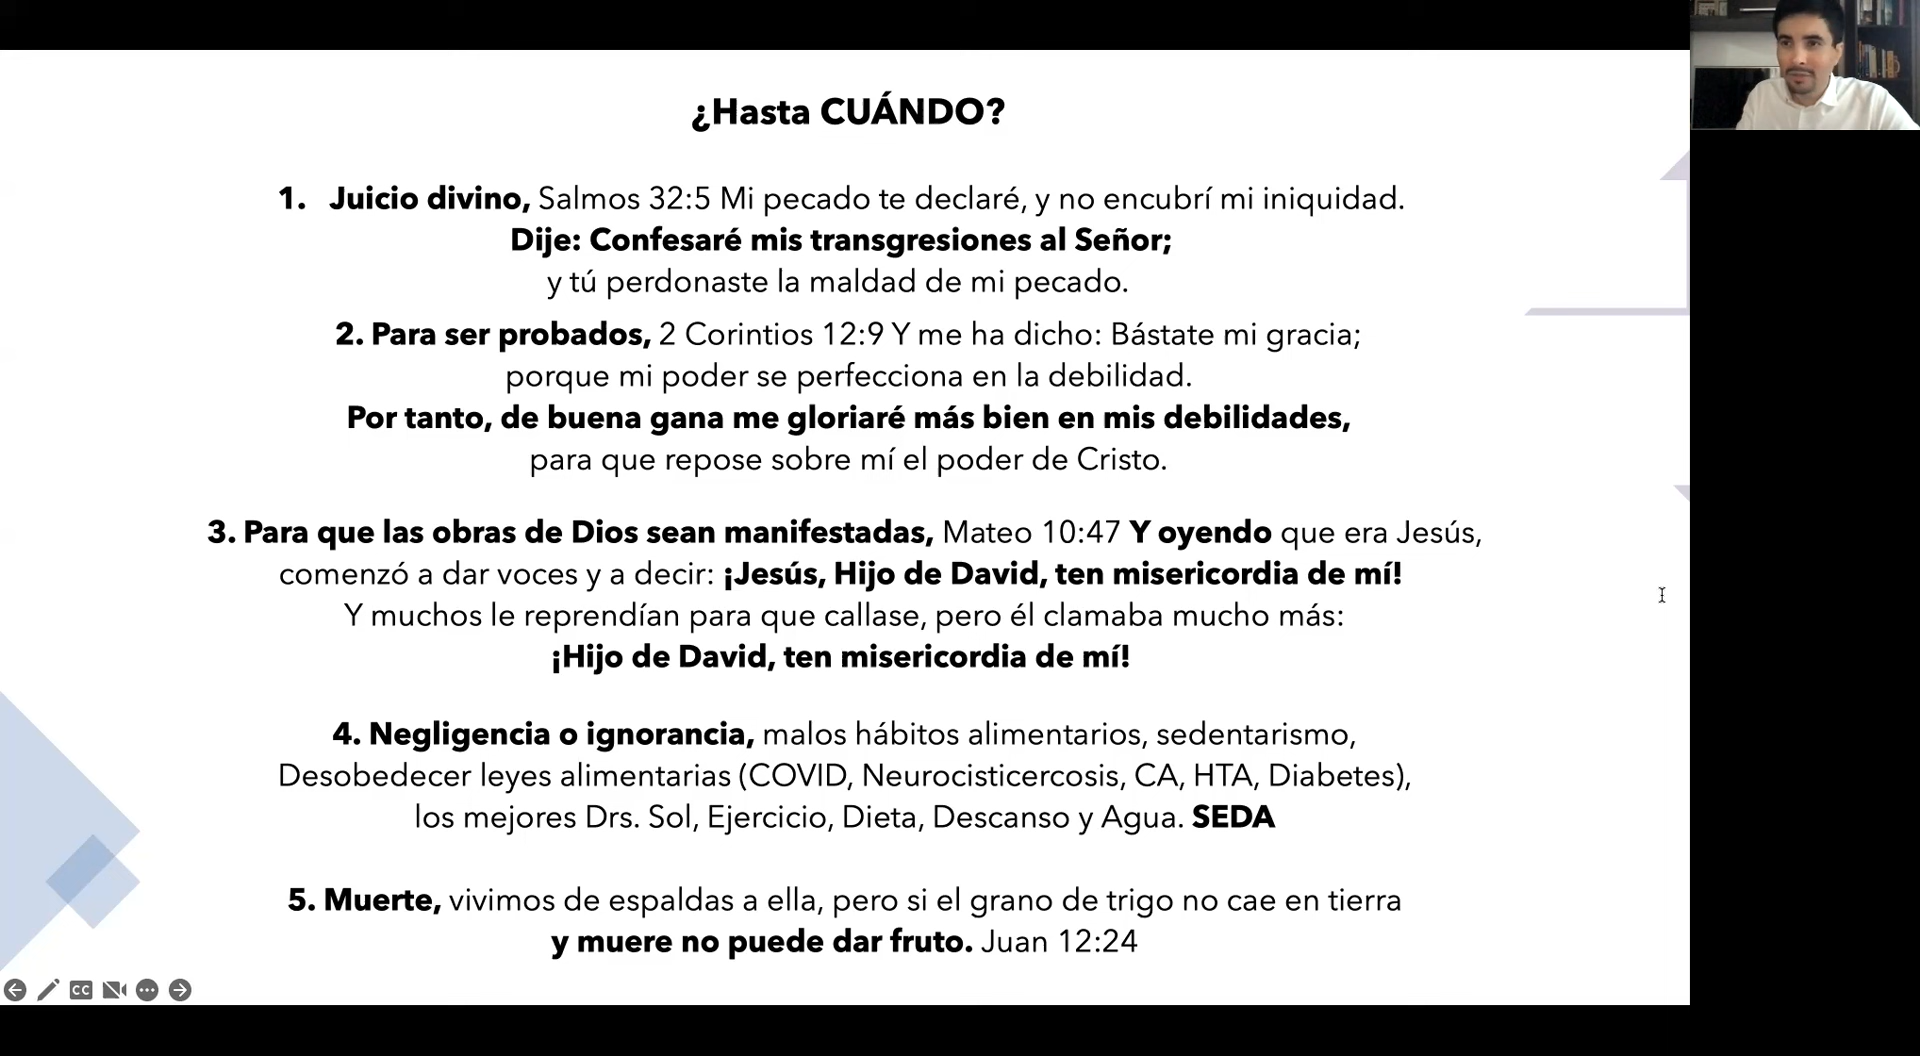 ¿Hasta CUÁNDO?
1. Juicio divino, Salmos 32:5 Mi pecado te declaré, y no encubrí mi iniquidad.
Dije: Confesaré mis transgresiones al Señor;
y tú perdonaste la maldad de mi pecado.
2. Para ser probados, 2 Corintios 12:9 Y me ha dicho: Bástate mi gracia;
porque mi poder se perfecciona en la debilidad.
Por tanto, de buena gana me gloriaré más bien en mis debilidades,
para que repose sobre mí el poder de Cristo.
3. Para que las obras de Dios sean manifestadas, Mateo 10:47 Y oyendo que era Jesús,
comenzó a dar voces y a decir: ¡Jesús, Hijo de David, ten misericordia de mí!
Y muchos le reprendían para que callase, pero él clamaba mucho más:
¡Hijo de David, ten misericordia de mí!
4. Negligencia o ignorancia, malos hábitos alimentarios, sedentarismo,
Desobedecer leyes alimentarias (COVID, Neurocisticercosis, CA, HTA, Diabetes),
los mejores Drs. Sol, Ejercicio, Dieta, Descanso y Agua. SEDA
5. Muerte, vivimos de espaldas a ella, pero si el grano de trigo no cae en tierra
y muere no puede dar fruto. Juan 12:24
CC